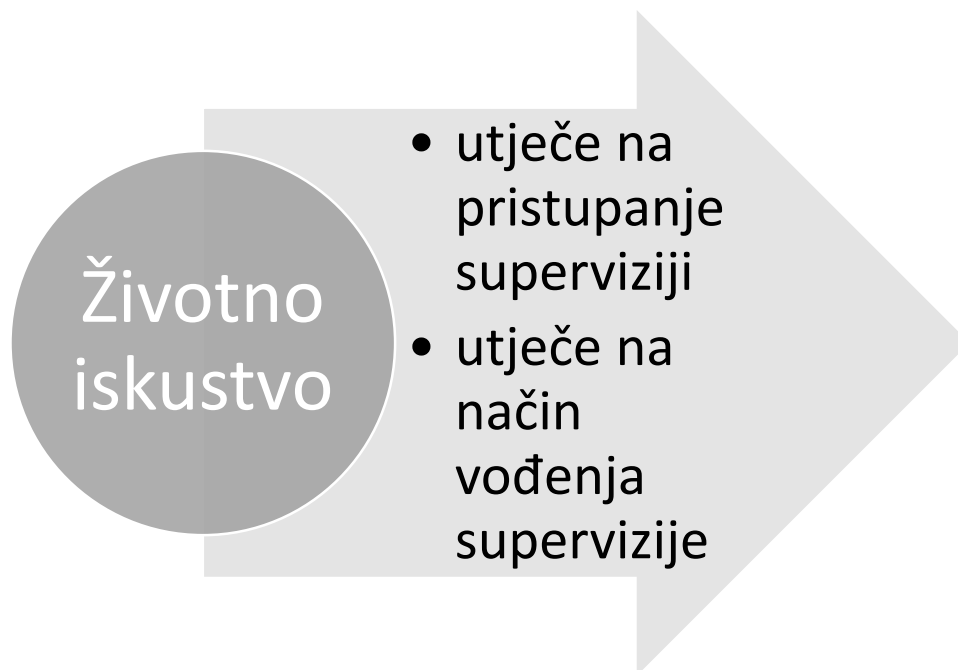 Životno
iskustvo
• utječe na
pristupanje
superviziji
• utječe na
način
vođenja
supervizije